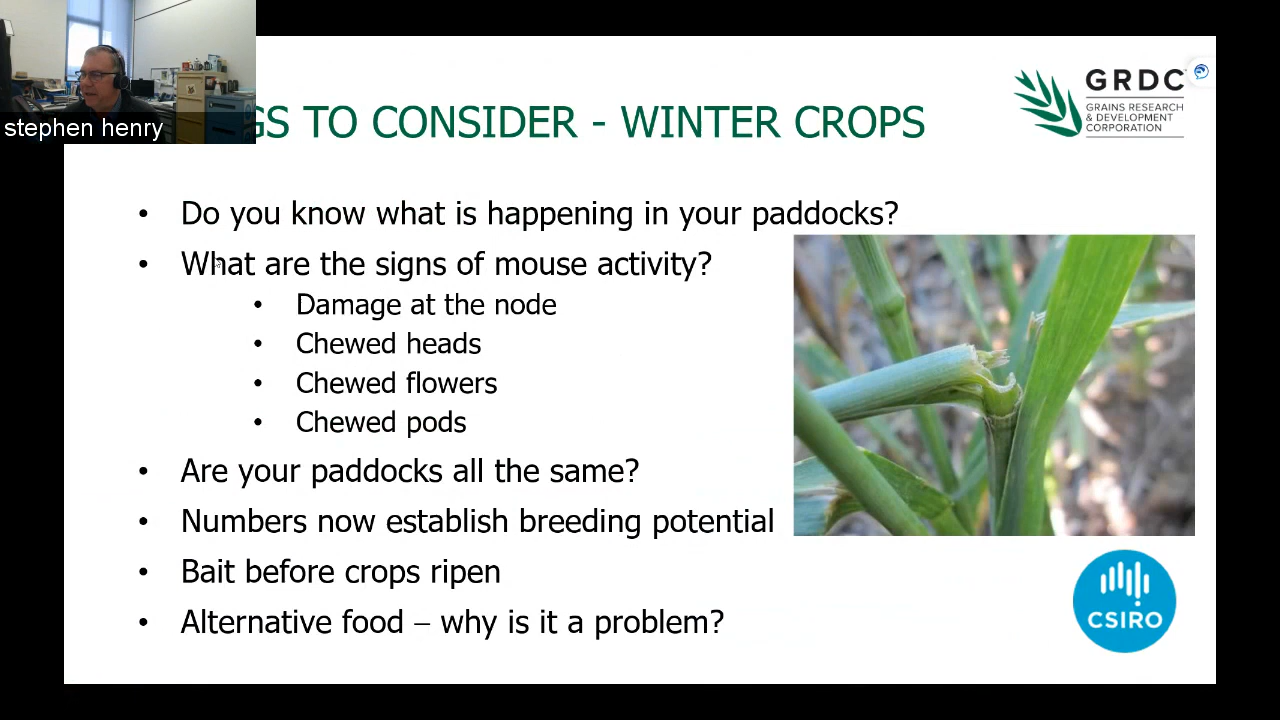 stephen henry
GS TO CONSIDER - WINTER CROPS
GRDC
GRAINS RESEARCH
& DEVELOPMENT
CORPORATION
• Do you know what is happening in your paddocks?
• What are the signs of mouse activity?
• Damage at the node
• Chewed heads
• Chewed flowers
• Chewed pods
• Are your paddocks all the same?
• Numbers now establish breeding potential
• Bait before crops ripen
• Alternative food – why is it a problem?
CSIRO